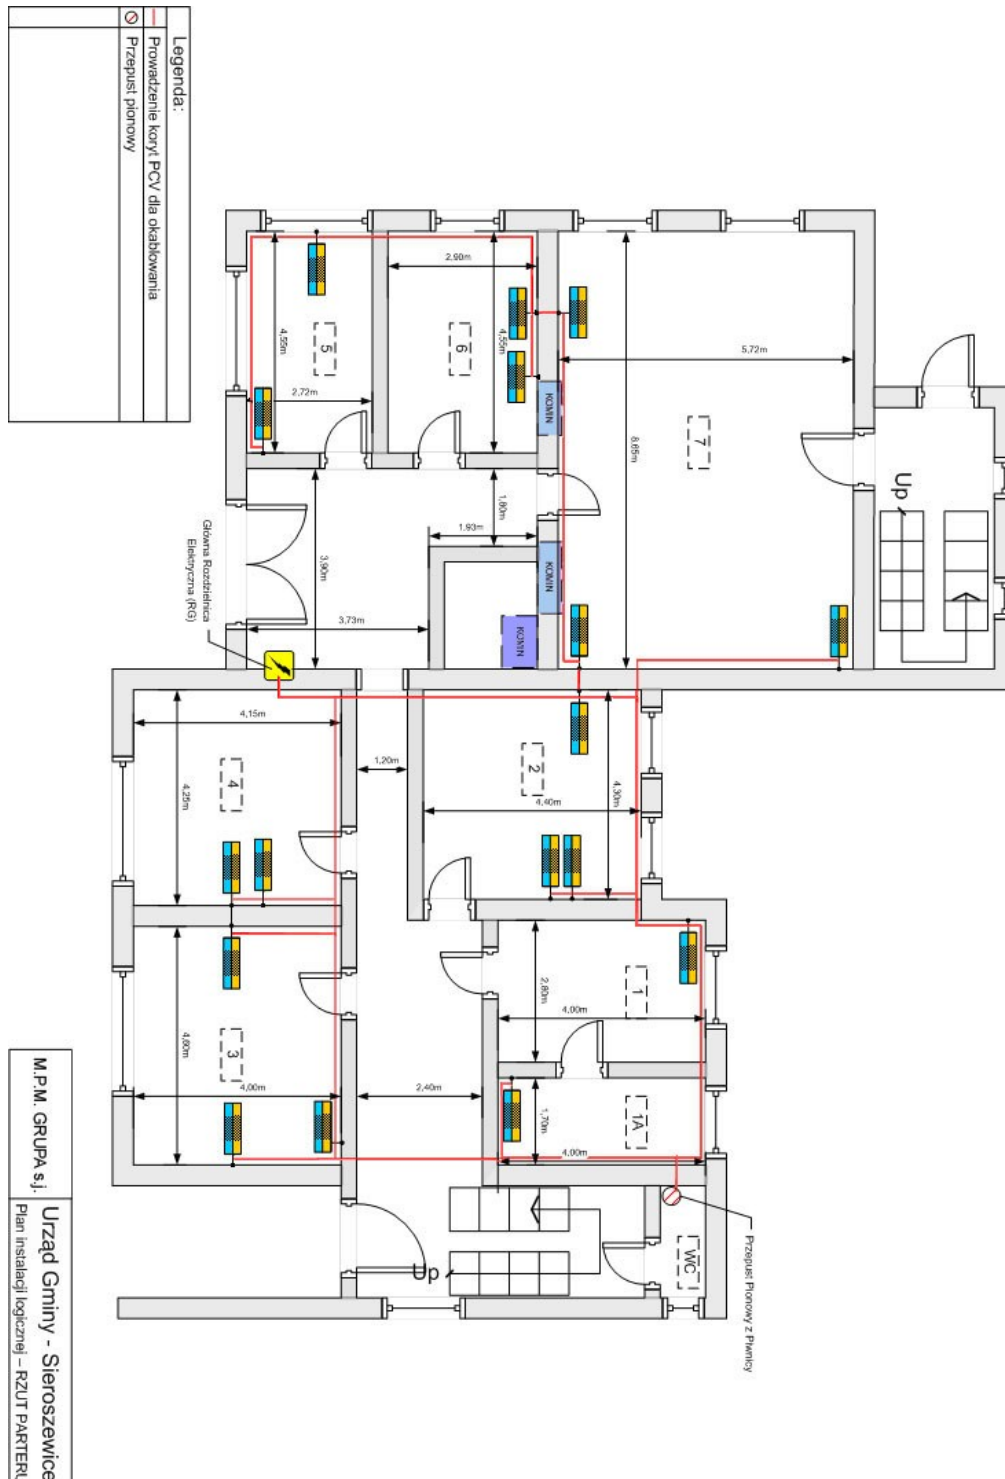 Legenda:
Prowadzenie koryt PCV dla okablowania
Przepust pionowy
2,90m
4,55m
4,55m
5
6
2,72m
KOMIN
5,72m
8,65m
7
Up
1,80m
1,93m
3,90m
KOMIN
KOMIN
3,73m
Główna Rozdzielnica
Elektryczna (RG)
4,15m
4
4,25m
1,20m
2
4,40m
4,30m
1
2,80m
4,00m
3
4,60m
4,00m
2,40m
1A
1,70m
4,00m
Up
WC
Przepust Pionowy z Piwnicy
M.P.M. GRUPA s.j.
Urząd Gminy - Sieroszewice
Plan instalacji logicznej – RZUT PARTERU